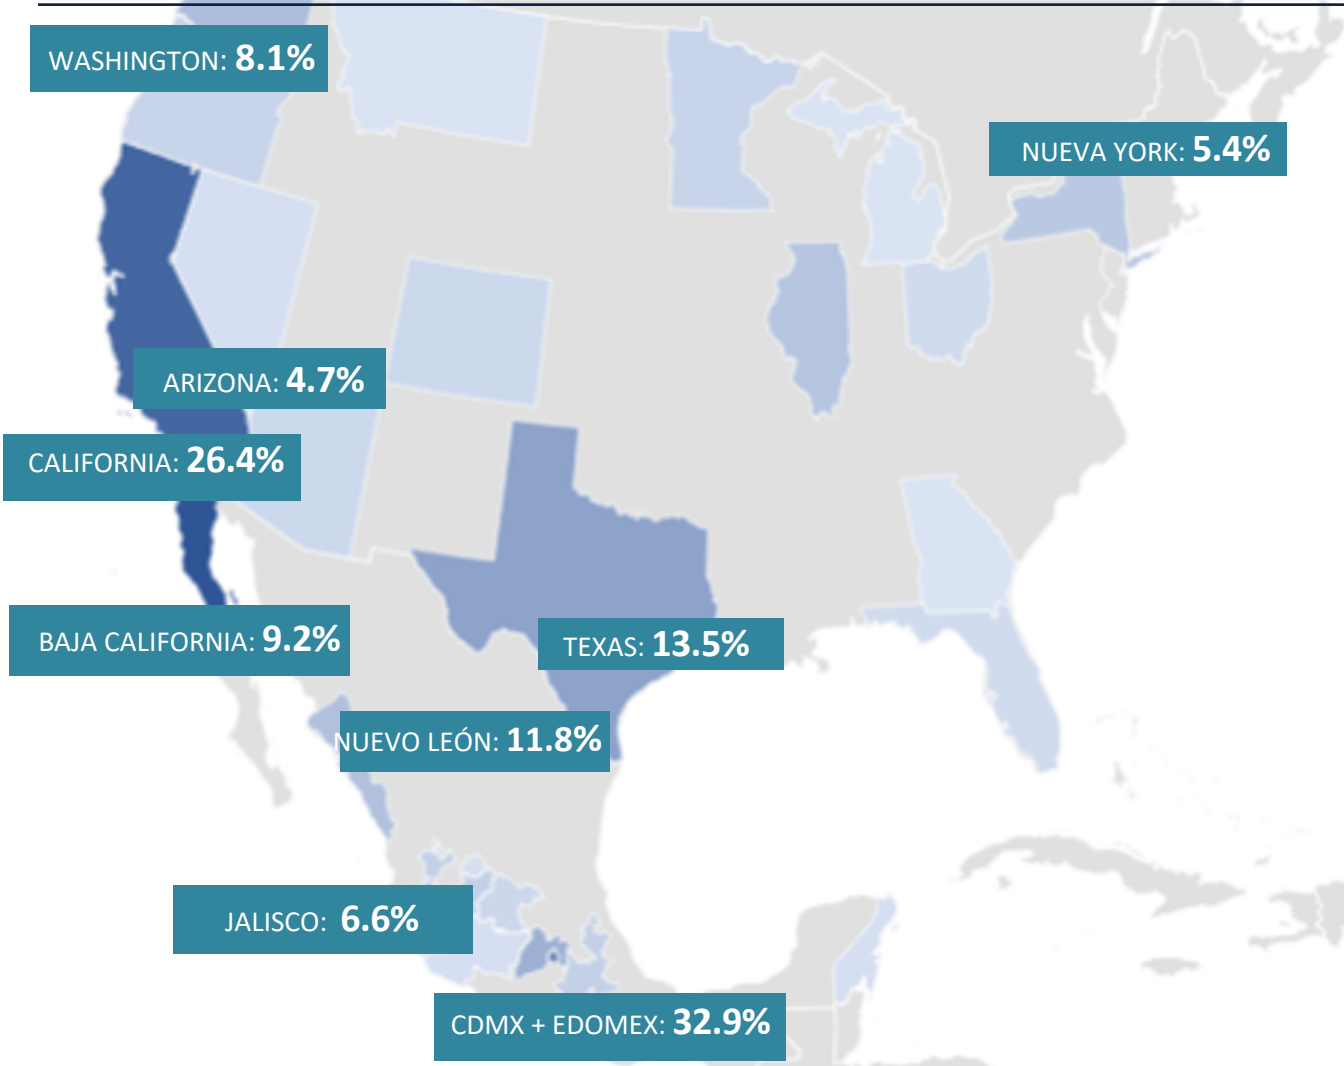 WASHINGTON: 8.1%
NUEVA YORK: 5.4%
ARIZONA: 4.7%
CALIFORNIA: 26.4%
BAJA CALIFORNIA: 9.2%
TEXAS: 13.5%
NUEVO LEÓN: 11.8%
JALISCO: 6.6%
CDMX + EDOMEX: 32.9%